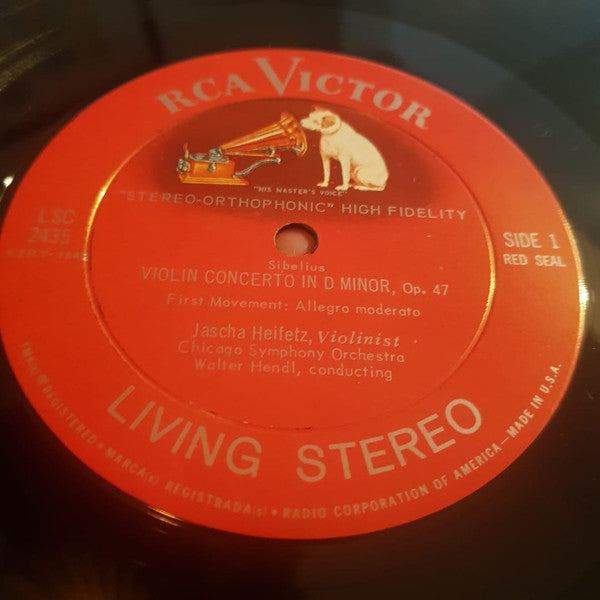 RCA VICTOR
"HIS MASTER'S VOICE"
"STEREO-ORTHOPHONIC" HIGH FIDELITY
LSC
2435
SIDE 1
RED SEAL
Sibelius
VIOLIN CONCERTO IN D MINOR, Op. 47
First Movement: Allegro moderato
Jascha Heifetz, Violinist
Chicago Symphony Orchestra
Walter Hendl, conducting
LIVING STEREO
TMK(s) ® REGISTERED • MARCA(s) REGISTRADA(s) • RADIO CORPORATION OF AMERICA—MADE IN U.S.A.